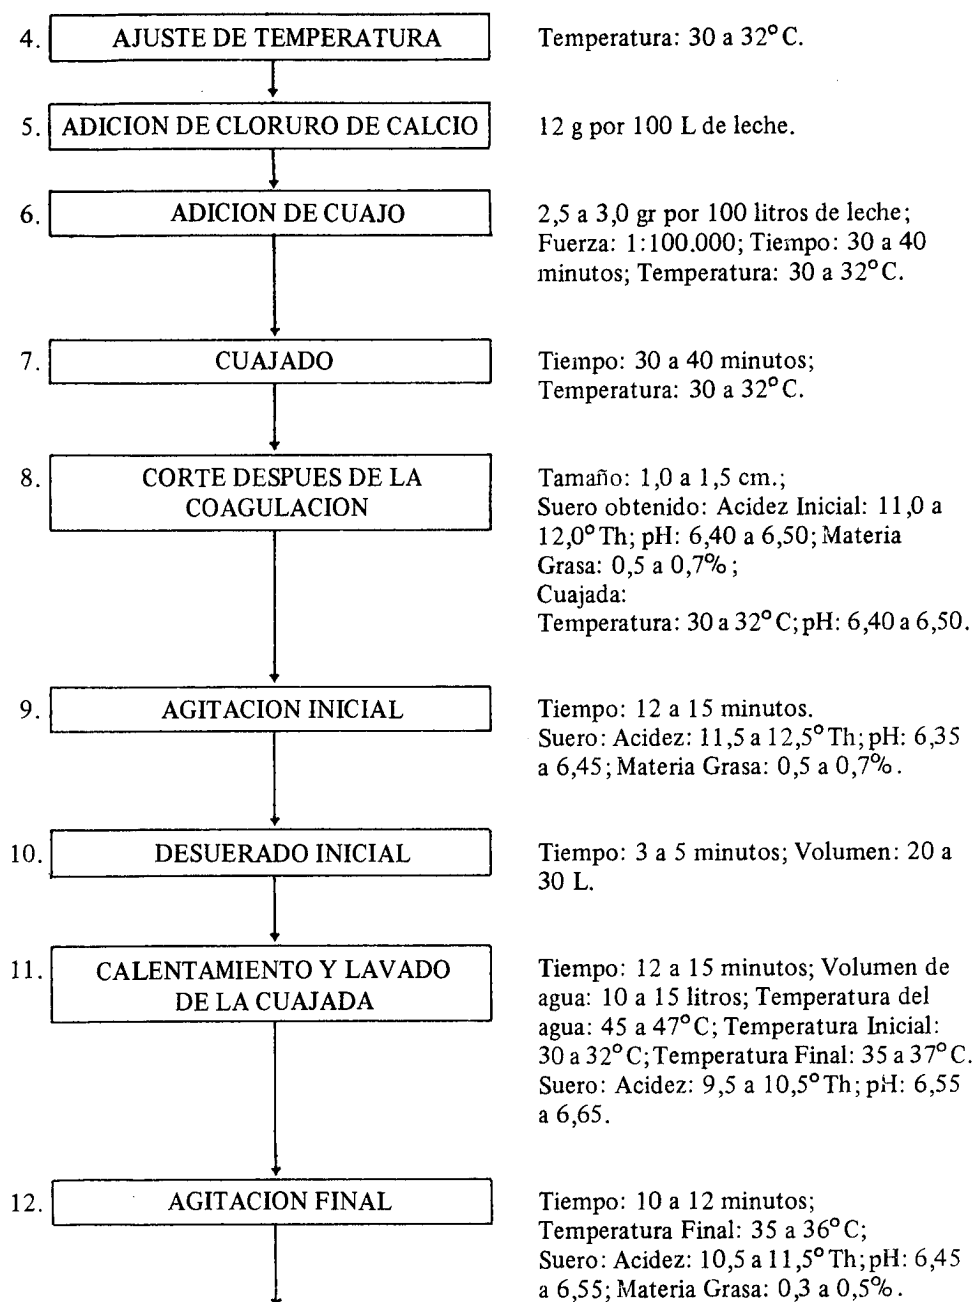 4. AJUSTE DE TEMPERATURA Temperatura: 30 a 32°C.
5. ADICION DE CLORURO DE CALCIO 12 g por 100 L de leche.
6. ADICION DE CUAJO 2,5 a 3,0 gr por 100 litros de leche;
Fuerza: 1:100.000; Tiempo: 30 a 40
minutos; Temperatura: 30 a 32°C.
7. CUAJADO Tiempo: 30 a 40 minutos;
Temperatura: 30 a 32°C.
8. CORTE DESPUES DE LA Tamaño: 1,0 a 1,5 cm.;
COAGULACION Suero obtenido: Acidez Inicial: 11,0 a
12,0°Th; pH: 6,40 a 6,50; Materia
Grasa: 0,5 a 0,7%;
Cuajada:
Temperatura: 30 a 32°C; pH: 6,40 a 6,50.
9. AGITACION INICIAL Tiempo: 12 a 15 minutos.
Suero: Acidez: 11,5 a 12,5°Th; pH: 6,35
a 6,45; Materia Grasa: 0,5 a 0,7%.
10. DESUERADO INICIAL Tiempo: 3 a 5 minutos; Volumen: 20 a
30 L.
11. CALENTAMIENTO Y LAVADO Tiempo: 12 a 15 minutos; Volumen de
DE LA CUAJADA agua: 10 a 15 litros; Temperatura del
agua: 45 a 47°C; Temperatura Inicial:
30 a 32°C; Temperatura Final: 35 a 37°C.
Suero: Acidez: 9,5 a 10,5°Th; pH: 6,55
a 6,65.
12. AGITACION FINAL Tiempo: 10 a 12 minutos;
Temperatura Final: 35 a 36°C;
Suero: Acidez: 10,5 a 11,5°Th; pH: 6,45
a 6,55; Materia Grasa: 0,3 a 0,5%.